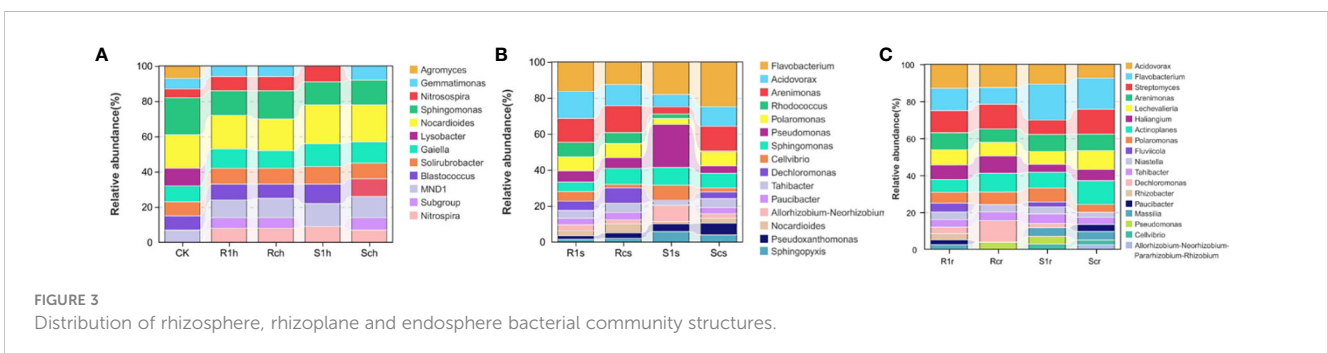 A
Relative abundance(%)
100
80
60
40
20
0
CK
R1h
Rch
S1h
Sch
Agromyces
Gemmatimonas
Nitrosospira
Sphingomonas
Nocardioides
Lysobacter
Gaiella
Solirubrobacter
Blastococcus
MND1
Subgroup
Nitrospira
B
Relative abundance(%)
100
80
60
40
20
0
R1s
Rcs
S1s
Scs
Flavobacterium
Acidovorax
Arenimonas
Rhodococcus
Polaromonas
Pseudomonas
Sphingomonas
Cellvibrio
Dechloromonas
Tahibacter
Paucibacter
Allorhizobium-Neorhizobium
Nocardioides
Pseudoxanthomonas
Sphingopyxis
C
Relative abundance(%)
100
80
60
40
20
0
R1r
Rcr
S1r
Scr
Acidovorax
Flavobacterium
Streptomyces
Arenimonas
Lechevalieria
Haliangium
Actinoplanes
Polaromonas
Fluviicola
Niastella
Tahibacter
Dechloromonas
Rhizobacter
Paucibacter
Massilia
Pseudomonas
Cellvibrio
Allorhizobium-Neorhizobium-
Pararhizobium-Rhizobium
FIGURE 3
Distribution of rhizosphere, rhizoplane and endosphere bacterial community structures.